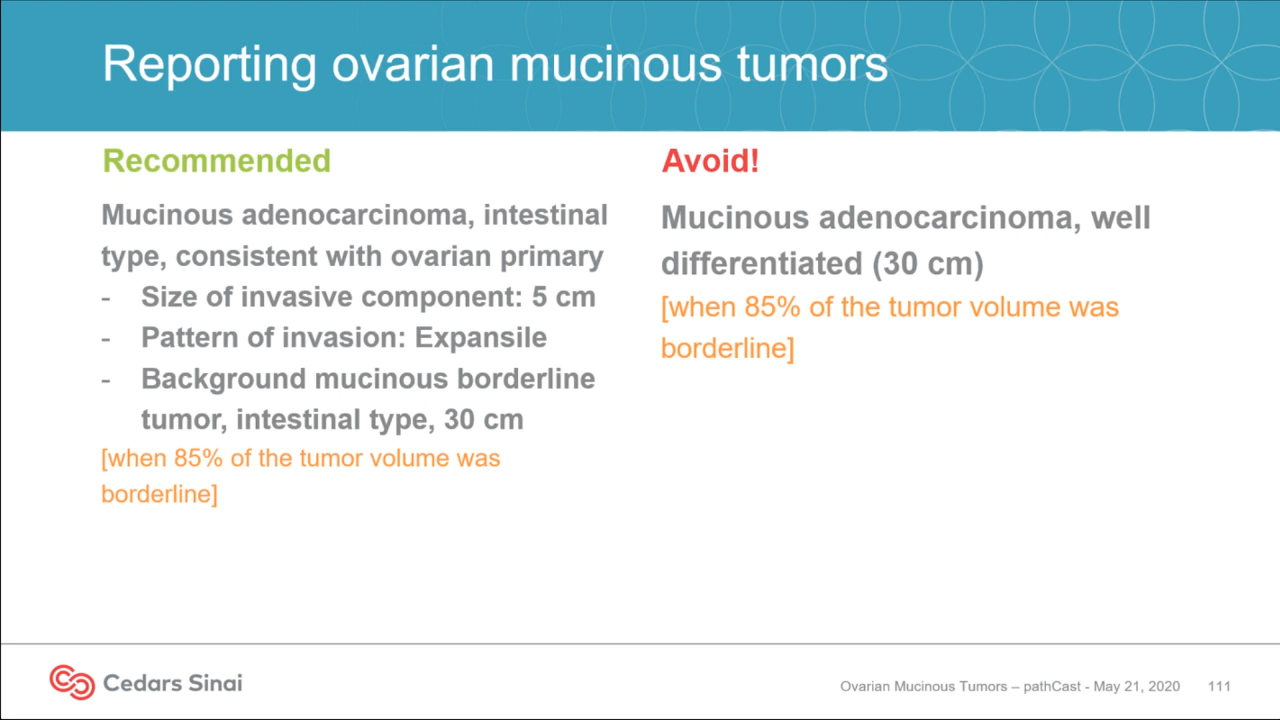 Reporting ovarian mucinous tumors
Recommended
Mucinous adenocarcinoma, intestinal
type, consistent with ovarian primary
- Size of invasive component: 5 cm
- Pattern of invasion: Expansile
- Background mucinous borderline
tumor, intestinal type, 30 cm
[when 85% of the tumor volume was
borderline]
Avoid!
Mucinous adenocarcinoma, well
differentiated (30 cm)
[when 85% of the tumor volume was
borderline]
Cedars Sinai
Ovarian Mucinous Tumors – pathCast - May 21, 2020 111